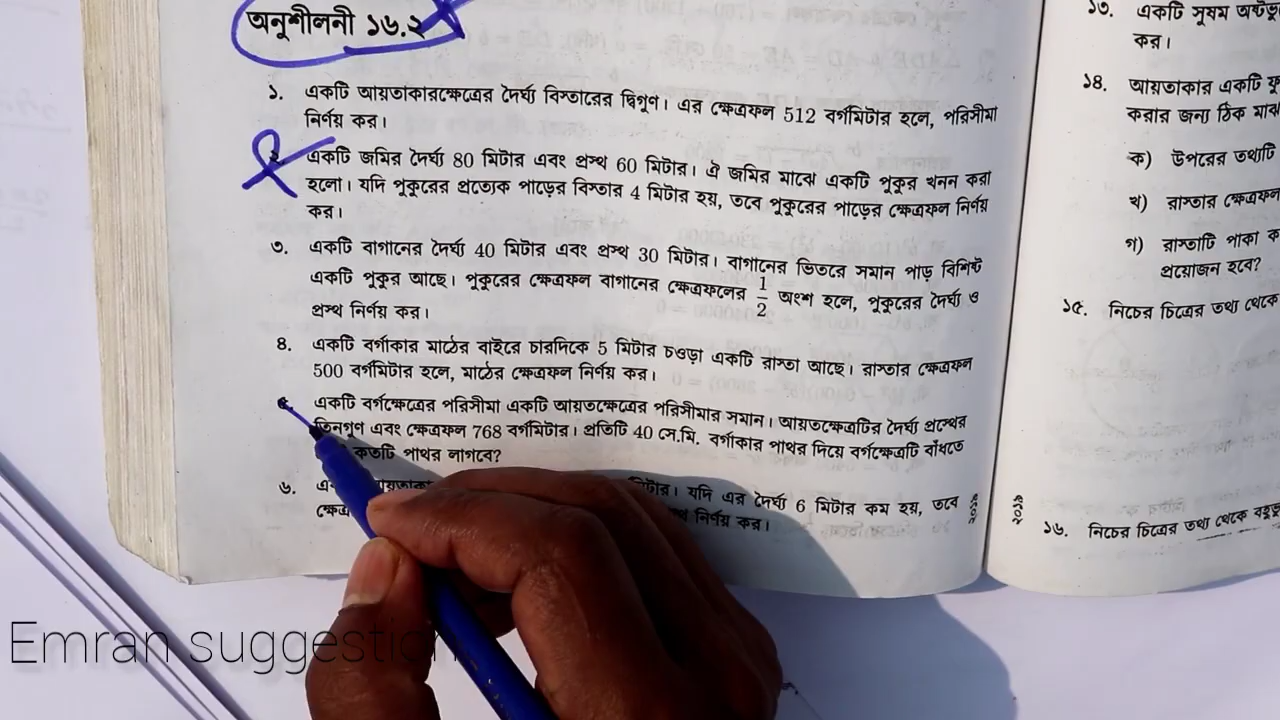 অনুশীলনী ১৬.২
১. একটি আয়তাকারক্ষেত্রের দৈর্ঘ্য বিস্তারের দ্বিগুণ। এর ক্ষেত্রফল 512 বর্গমিটার হলে, পরিসীমা
নির্ণয় কর।
২. একটি জমির দৈর্ঘ্য 80 মিটার এবং প্রস্থ 60 মিটার। ঐ জমির মাঝে একটি পুকুর খনন করা
হলো। যদি পুকুরের প্রত্যেক পাড়ের বিস্তার 4 মিটার হয়, তবে পুকুরের পাড়ের ক্ষেত্রফল নির্ণয়
কর।
৩. একটি বাগানের দৈর্ঘ্য 40 মিটার এবং প্রস্থ 30 মিটার। বাগানের ভিতরে সমান পাড় বিশিষ্ট
একটি পুকুর আছে। পুকুরের ক্ষেত্রফল বাগানের ক্ষেত্রফলের 1/2 অংশ হলে, পুকুরের দৈর্ঘ্য ও
প্রস্থ নির্ণয় কর।
৪. একটি বর্গাকার মাঠের বাইরে চারদিকে 5 মিটার চওড়া একটি রাস্তা আছে। রাস্তার ক্ষেত্রফল
500 বর্গমিটার হলে, মাঠের ক্ষেত্রফল নির্ণয় কর।
একটি বর্গক্ষেত্রের পরিসীমা একটি আয়তক্ষেত্রের পরিসীমার সমান। আয়তক্ষেত্রটির দৈর্ঘ্য প্রস্থের
তিনগুণ এবং ক্ষেত্রফল 768 বর্গমিটার। প্রতিটি 40 সে.মি. বর্গাকার পাথর দিয়ে বর্গক্ষেত্রটি বাঁধতে
কতটি পাথর লাগবে?
৬. মিটার। যদি এর দৈর্ঘ্য 6 মিটার কম হয়, তবে
নির্ণয় কর।
১৩. একটি সুষম
কর।
১৪. আয়তাকার একটি
করার জন্য ঠিক
ক) উপরের তথ্যটি
খ) রাস্তার ক্ষেত্রফল
গ) রাস্তাটি পাকা
প্রয়োজন হবে?
১৫. নিচের চিত্রের তথ্য থেকে
১৬. নিচের চিত্রের তথ্য থেকে
Emran suggestion